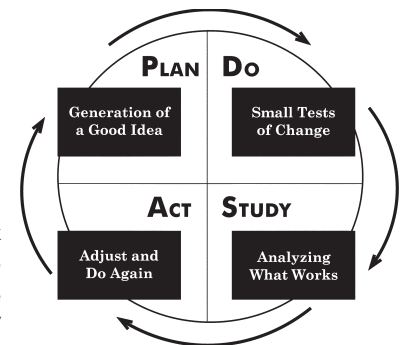 PLAN
Generation of
a Good Idea
DO
Small Tests
of Change
STUDY
Analyzing
What Works
ACT
Adjust and
Do Again